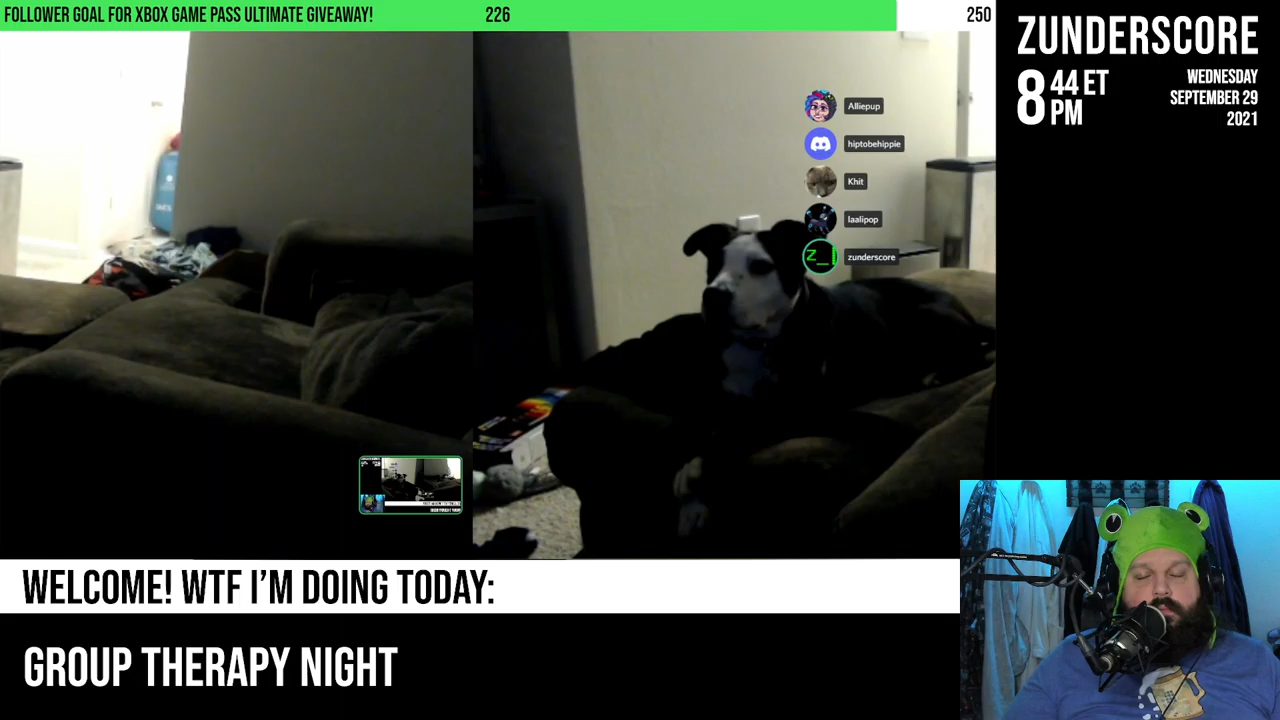 FOLLOWER GOAL FOR XBOX GAME PASS ULTIMATE GIVEAWAY! 226 250
ZUNDERSCORE
8 44 ET PM
WEDNESDAY
SEPTEMBER 29
2021
Alliepup
hiptobehippie
Khit
laalipop
Z_
zunderscore
WELCOME! WTF I'M DOING TODAY:
GROUP THERAPY NIGHT